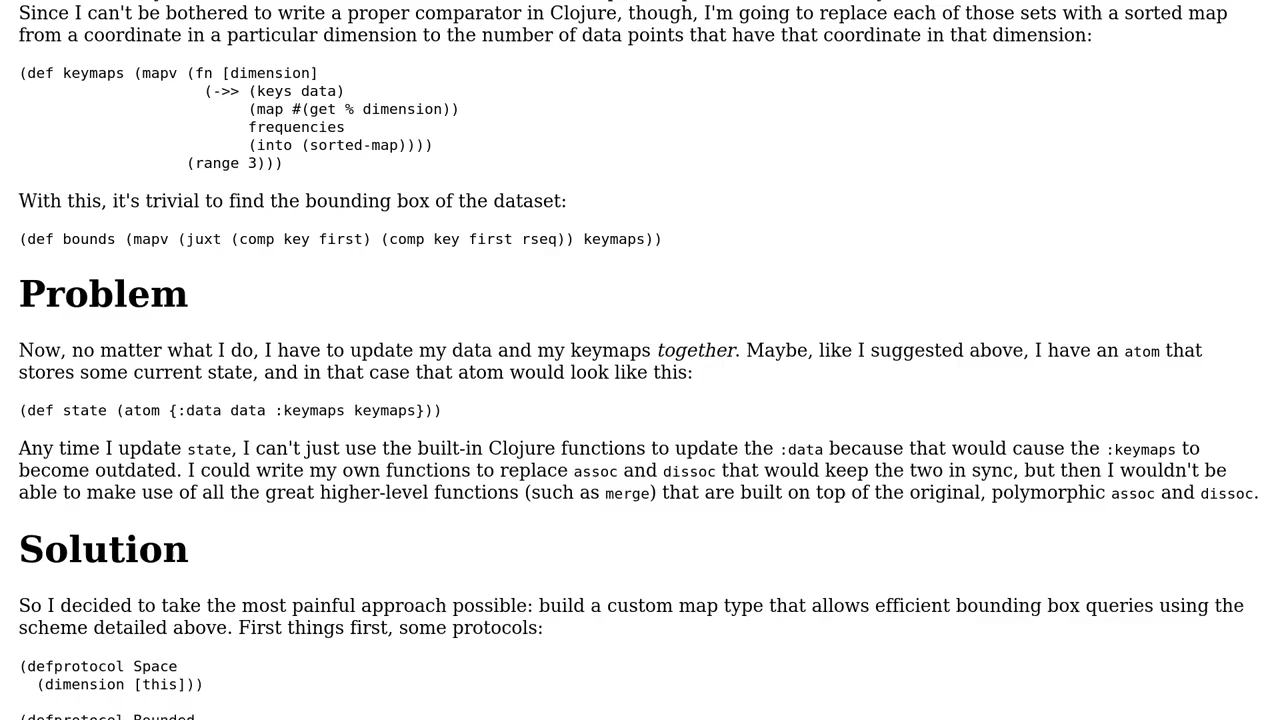 Since I can't be bothered to write a proper comparator in Clojure, though, I'm going to replace each of those sets with a sorted map
from a coordinate in a particular dimension to the number of data points that have that coordinate in that dimension:
(def keymaps (mapv (fn [dimension]
                     (->> (keys data)
                          (map #(get % dimension))
                          frequencies
                          (into (sorted-map))))
                   (range 3)))
With this, it's trivial to find the bounding box of the dataset:
(def bounds (mapv (juxt (comp key first) (comp key first rseq)) keymaps))
Problem
Now, no matter what I do, I have to update my data and my keymaps together. Maybe, like I suggested above, I have an atom that
stores some current state, and in that case that atom would look like this:
(def state (atom {:data data :keymaps keymaps}))
Any time I update state, I can't just use the built-in Clojure functions to update the :data because that would cause the :keymaps to
become outdated. I could write my own functions to replace assoc and dissoc that would keep the two in sync, but then I wouldn't be
able to make use of all the great higher-level functions (such as merge) that are built on top of the original, polymorphic assoc and dissoc.
Solution
So I decided to take the most painful approach possible: build a custom map type that allows efficient bounding box queries using the
scheme detailed above. First things first, some protocols:
(defprotocol Space
  (dimension [this]))
(defprotocol Bounded